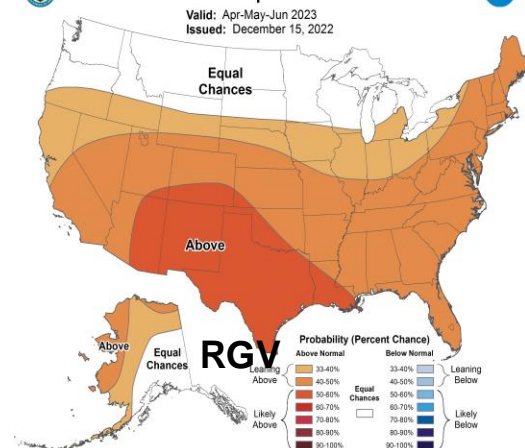 Valid: Apr-May-Jun 2023
Issued: December 15, 2022
Equal
Chances
Above
Above
Equal
Chances
RGV
Probability (Percent Chance)
Above Normal
Below Normal
Leaning
Above
33-40%
40-50%
50-60%
Likely
Above
60-70%
70-80%
80-90%
90-100%
Equal
Chances
33-40%
40-50%
50-60%
Leaning
Below
60-70%
70-80%
80-90%
90-100%
Likely
Below